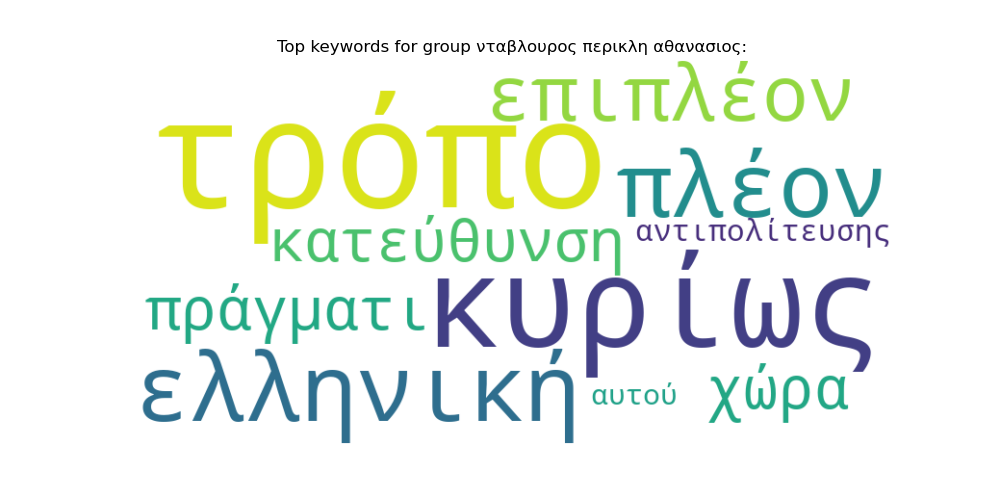 Top keywords for group νταβλουρος περικλη αθανασιος:
επιπλέον
τρόπο
πλέον
κατεύθυνση
αντιπολίτευσης
πράγματι
κυρίως
ελληνική
αυτού
χώρα